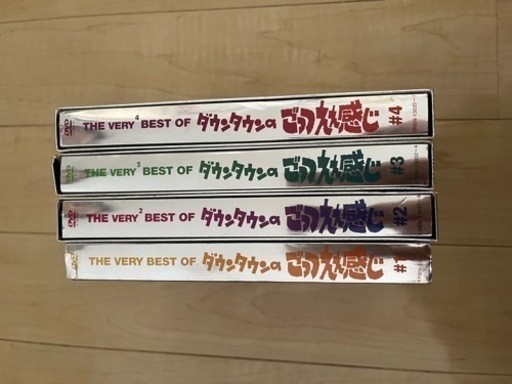 DVD THE VERY⁴ BEST OF ダウンタウンのごっつええ感じ #4
DVD THE VERY³ BEST OF ダウンタウンのごっつええ感じ #3
DVD THE VERY² BEST OF ダウンタウンのごっつええ感じ #2
DVD THE VERY BEST OF ダウンタウンのごっつええ感じ #1